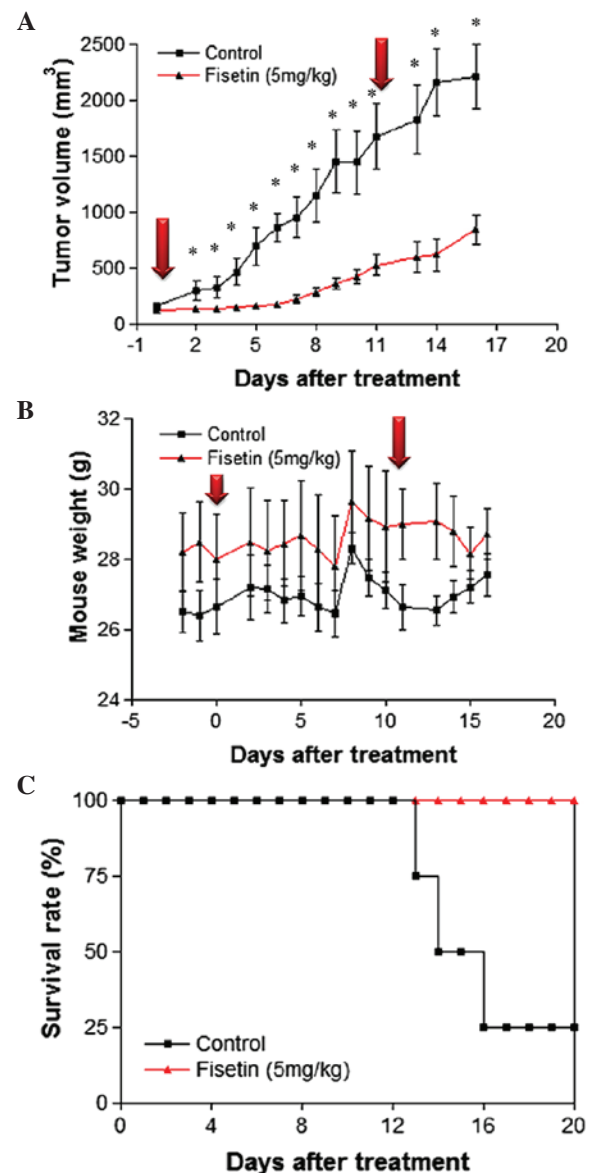 A
2500
2000
1500
1000
500
0
Tumor volume (mm³)
Control
Fisetin (5mg/kg)
* * * * * * * * * * * * *
-1 2 5 8 11 14 17 20
Days after treatment
B
32
30
28
26
24
Mouse weight (g)
Control
Fisetin (5mg/kg)
-5 0 5 10 15 20
Days after treatment
C
100
75
50
25
0
Survival rate (%)
Control
Fisetin (5mg/kg)
0 4 8 12 16 20
Days after treatment